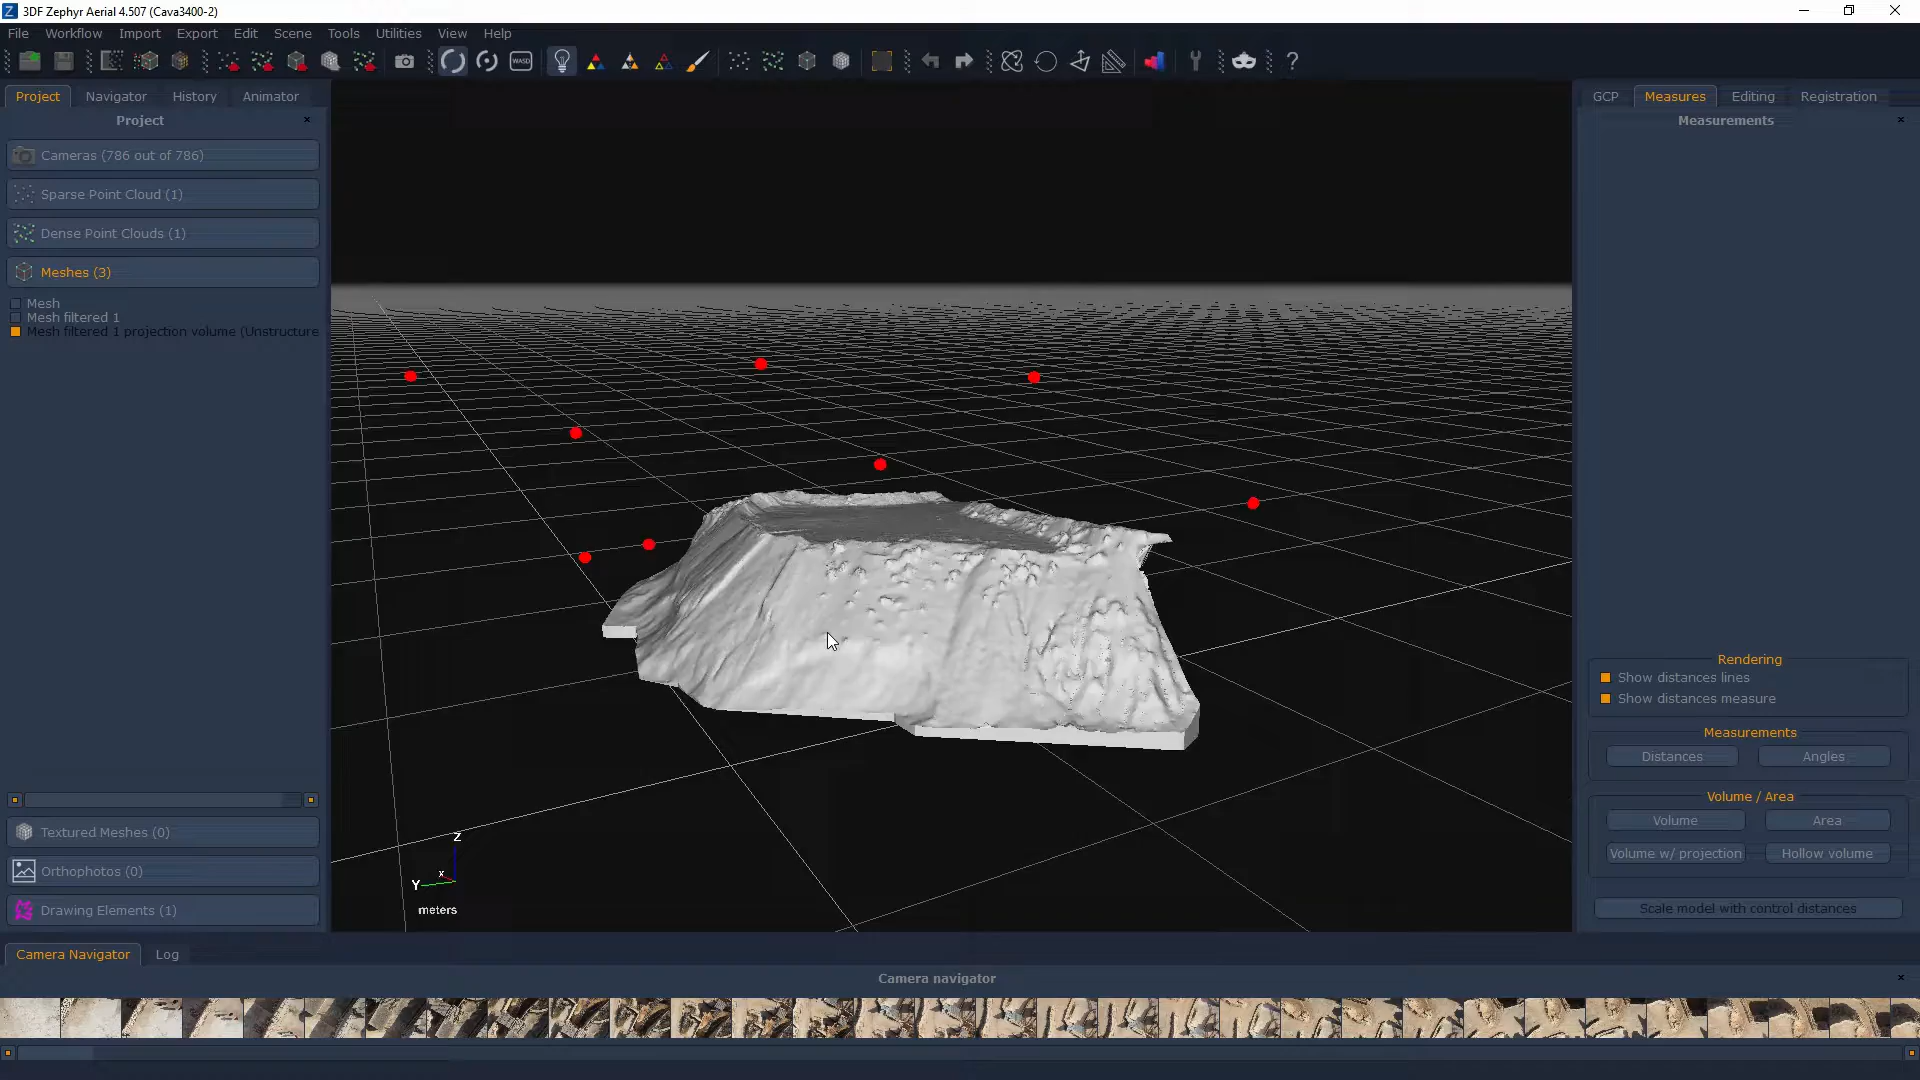 3DF Zephyr Aerial 4.507 (Cava3400-2)
File Workflow Import Export Edit Scene Tools Utilities View Help
WASD
?
Project Navigator History Animator
Project
Cameras (786 out of 786)
Sparse Point Cloud (1)
Dense Point Clouds (1)
Meshes (3)
Mesh
Mesh filtered 1
Mesh filtered 1 projection volume (Unstructure
Textured Meshes (0)
Orthophotos (0)
Drawing Elements (1)
Z
x
Y
meters
GCP Measures Editing Registration
Measurements
Rendering
Show distances lines
Show distances measure
Measurements
Distances Angles
Volume / Area
Volume Area
Volume w/ projection Hollow volume
Scale model with control distances
Camera Navigator Log
Camera navigator